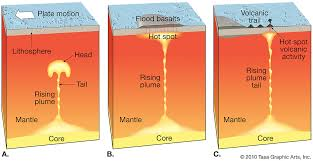 Plate motion
Lithosphere
Head
Tail
Rising
plume
Mantle
Core
A.
Flood basalts
Hot spot
Rising
plume
Mantle
Core
B.
Volcanic
trail
Hot spot
volcanic
activity
Rising
plume
tail
Mantle
Core
C.
© 2010 Tasa Graphic Arts, Inc.